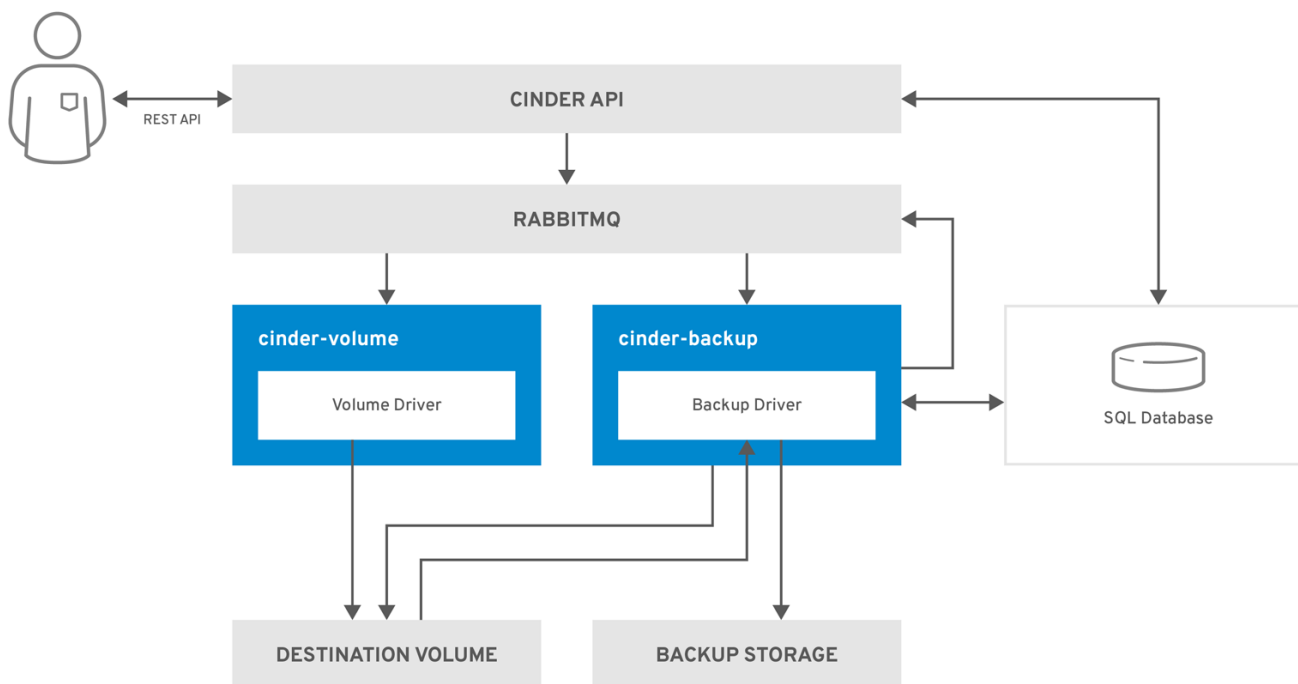 CINDER API
REST API
RABBITMQ
cinder-volume
cinder-backup
Volume Driver
Backup Driver
SQL Database
DESTINATION VOLUME
BACKUP STORAGE